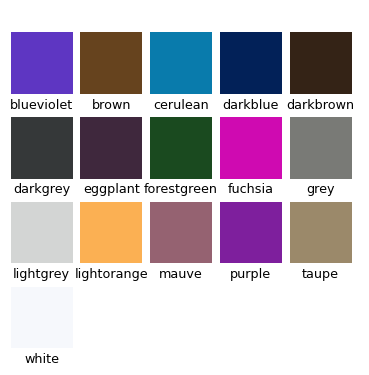 blueviolet brown cerulean darkblue darkbrown
darkgrey eggplant forestgreen fuchsia grey
lightgrey lightorange mauve purple taupe
white